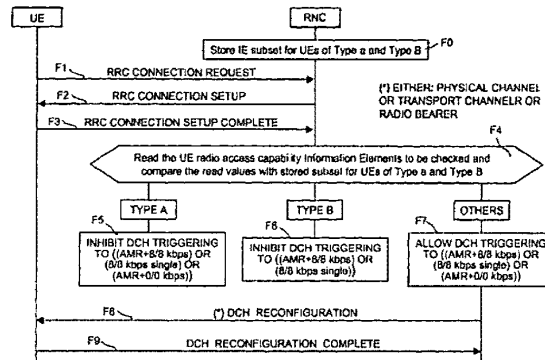 UE
RNC
Store IE subset for UEs of Type a and Type B
F0
F1
RRC CONNECTION REQUEST
F2
RRC CONNECTION SETUP
F3
RRC CONNECTION SETUP COMPLETE
(*) EITHER: PHYSICAL CHANNEL
OR TRANSPORT CHANNELR OR
RADIO BEARER
F4
Read the UE radio access capability Information Elements to be checked and
compare the read values with stored subset for UEs of Type a and Type B
TYPE A
TYPE B
OTHERS
F5
INHIBIT DCH TRIGGERING
TO ((AMR+8/8 kbps) OR
(8/8 kbps single) OR
(AMR+0/0 kbps))
F6
INHIBIT DCH TRIGGERING
TO ((AMR+8/8 kbps) OR
(8/8 kbps single))
F7
ALLOW DCH TRIGGERING
TO ((AMR+8/8 kbps) OR
(8/8 kbps single) OR
(AMR+0/0 kbps))
F8
(*) DCH RECONFIGURATION
F9
DCH RECONFIGURATION COMPLETE